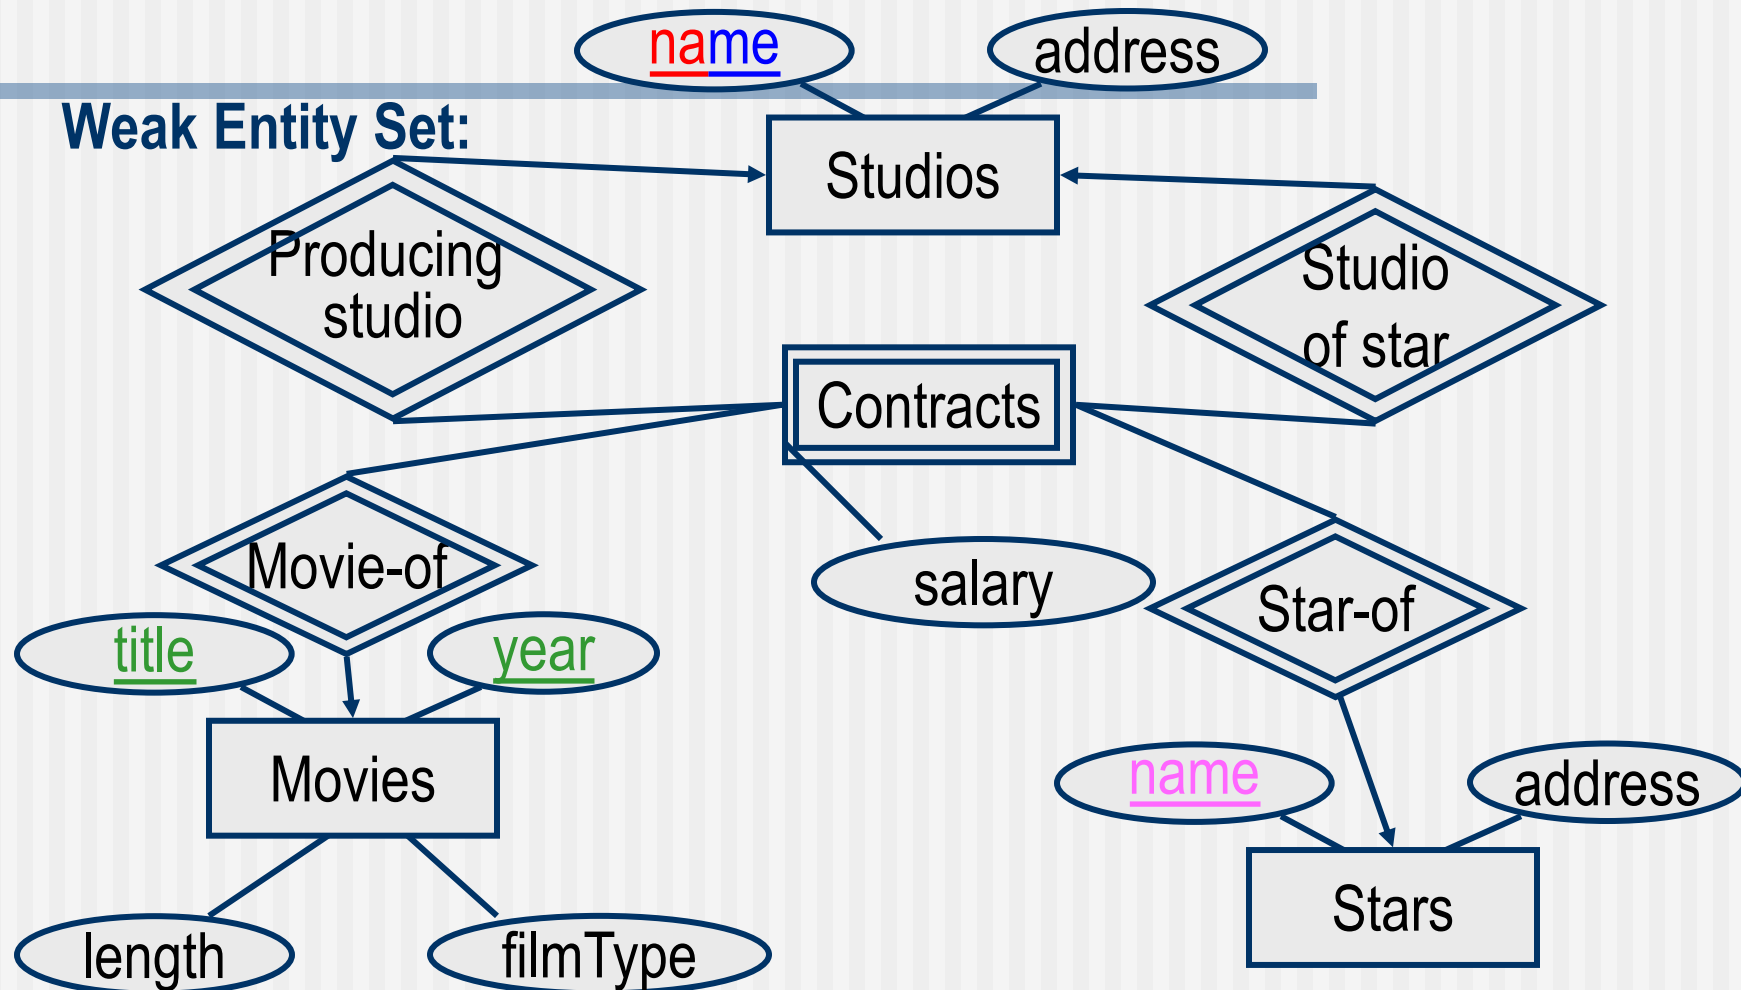 name
address
Weak Entity Set:
Studios
Producing
studio
Studio
of star
Contracts
Movie-of
salary
Star-of
title
year
Movies
name
address
Stars
length
filmType